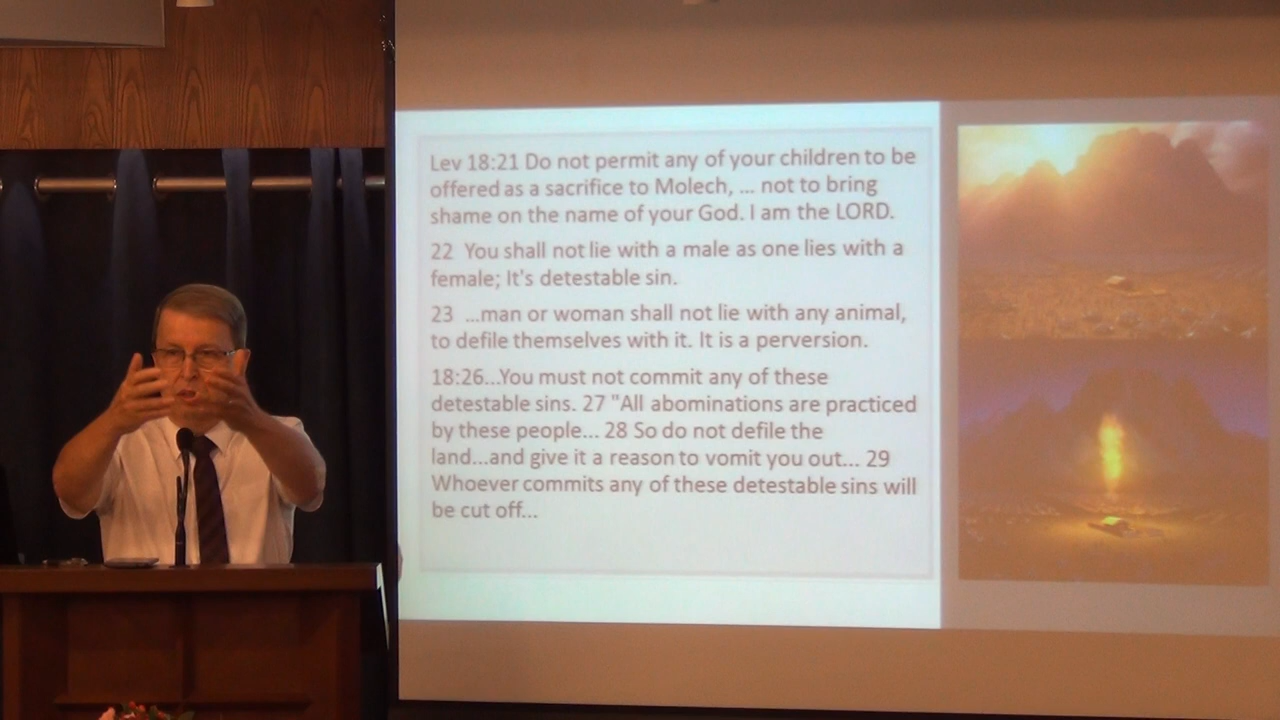 Lev 18:21 Do not permit any of your children to be
offered as a sacrifice to Molech, ... not to bring
shame on the name of your God. I am the LORD.
22 You shall not lie with a male as one lies with a
female; It's detestable sin.
23 ...man or woman shall not lie with any animal,
to defile themselves with it. It is a perversion.
18:26...You must not commit any of these
detestable sins. 27 "All abominations are practiced
by these people... 28 So do not defile the
land...and give it a reason to vomit you out... 29
Whoever commits any of these detestable sins will
be cut off...